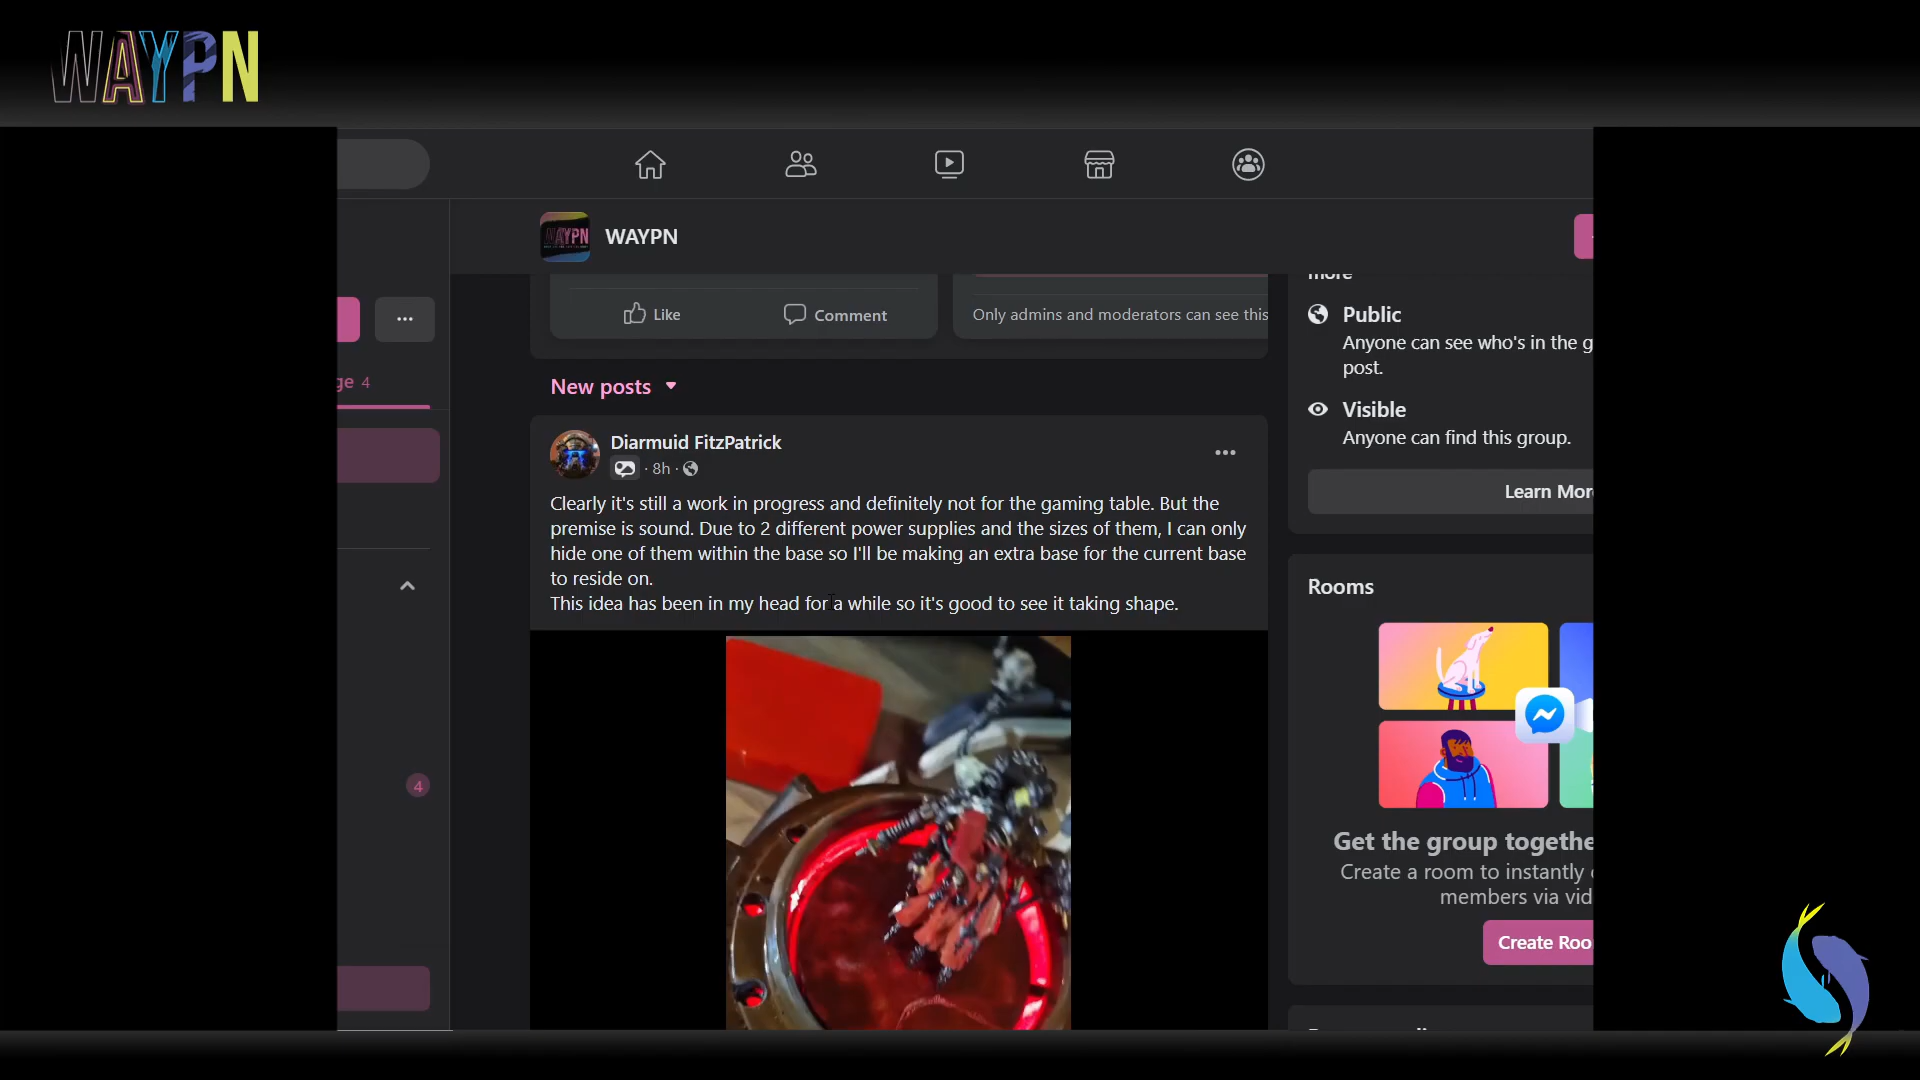 WAYPN
WAYPN
WAYPN
more
Like
Comment
Only admins and moderators can see this
Public
Anyone can see who's in the g
post.
ge 4
New posts
Visible
Anyone can find this group.
Diarmuid FitzPatrick
· 8h ·
Learn Mor
Clearly it's still a work in progress and definitely not for the gaming table. But the
premise is sound. Due to 2 different power supplies and the sizes of them, I can only
hide one of them within the base so I'll be making an extra base for the current base
to reside on.
This idea has been in my head for a while so it's good to see it taking shape.
Rooms
4
Get the group togethe
Create a room to instantly
members via vid
Create Roo